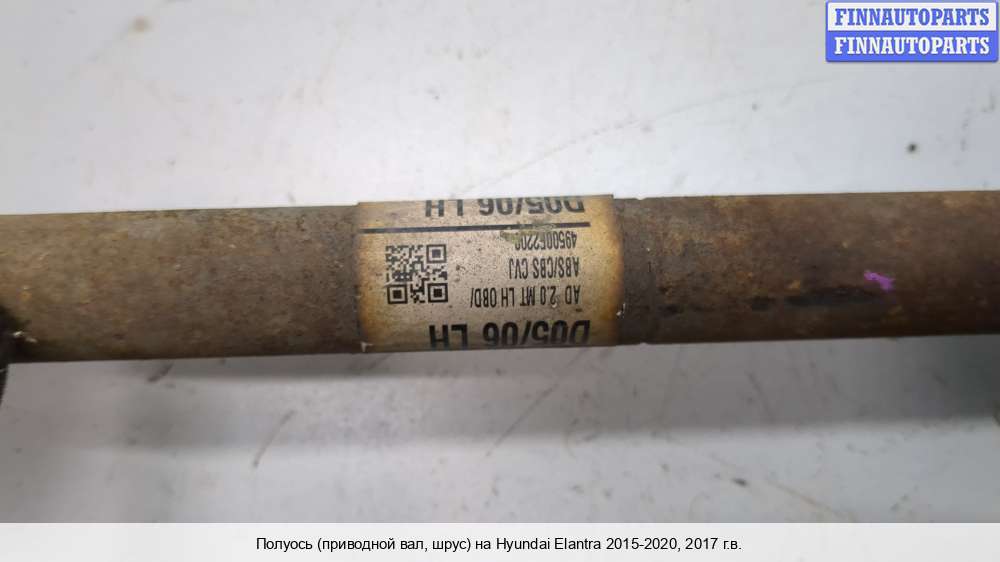 FINNAUTOPARTS
FINNAUTOPARTS
D05/06 LH
AD 2.0 MT LH OBD/
ABS/CBS CVJ
49500F2200
D05/06 LH
Полуось (приводной вал, шрус) на Hyundai Elantra 2015-2020, 2017 г.в.